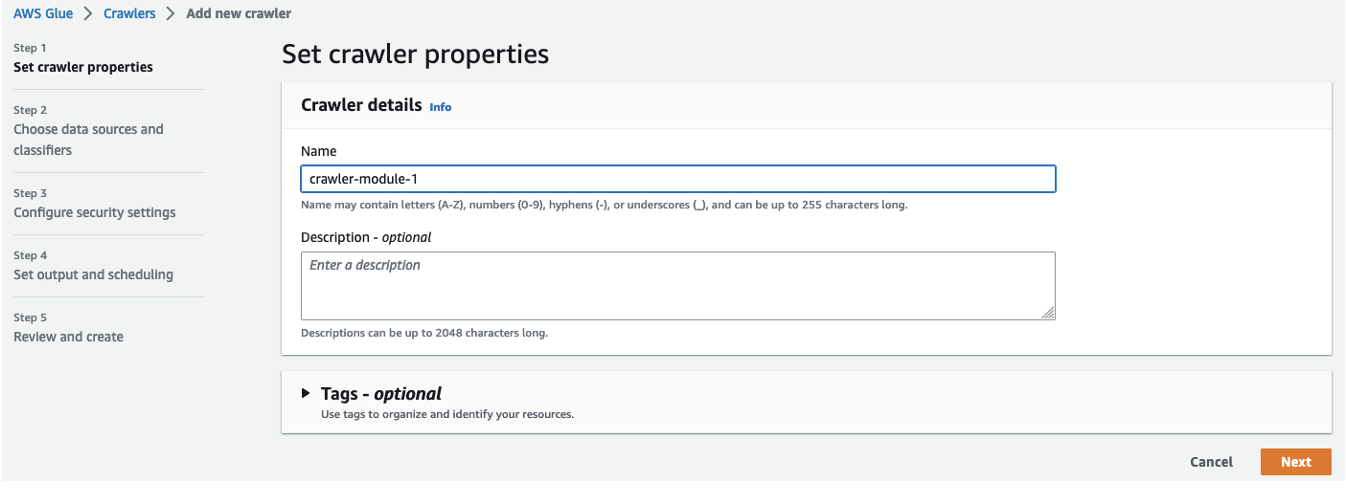 AWS Glue > Crawlers > Add new crawler
Step 1
Set crawler properties
Step 2
Choose data sources and
classifiers
Step 3
Configure security settings
Step 4
Set output and scheduling
Step 5
Review and create
Set crawler properties
Crawler details Info
Name
crawler-module-1
Name may contain letters (A-Z), numbers (0-9), hyphens (-), or underscores (_), and can be up to 255 characters long.
Description - optional
Enter a description
Descriptions can be up to 2048 characters long.
Tags - optional
Use tags to organize and identify your resources.
Cancel Next